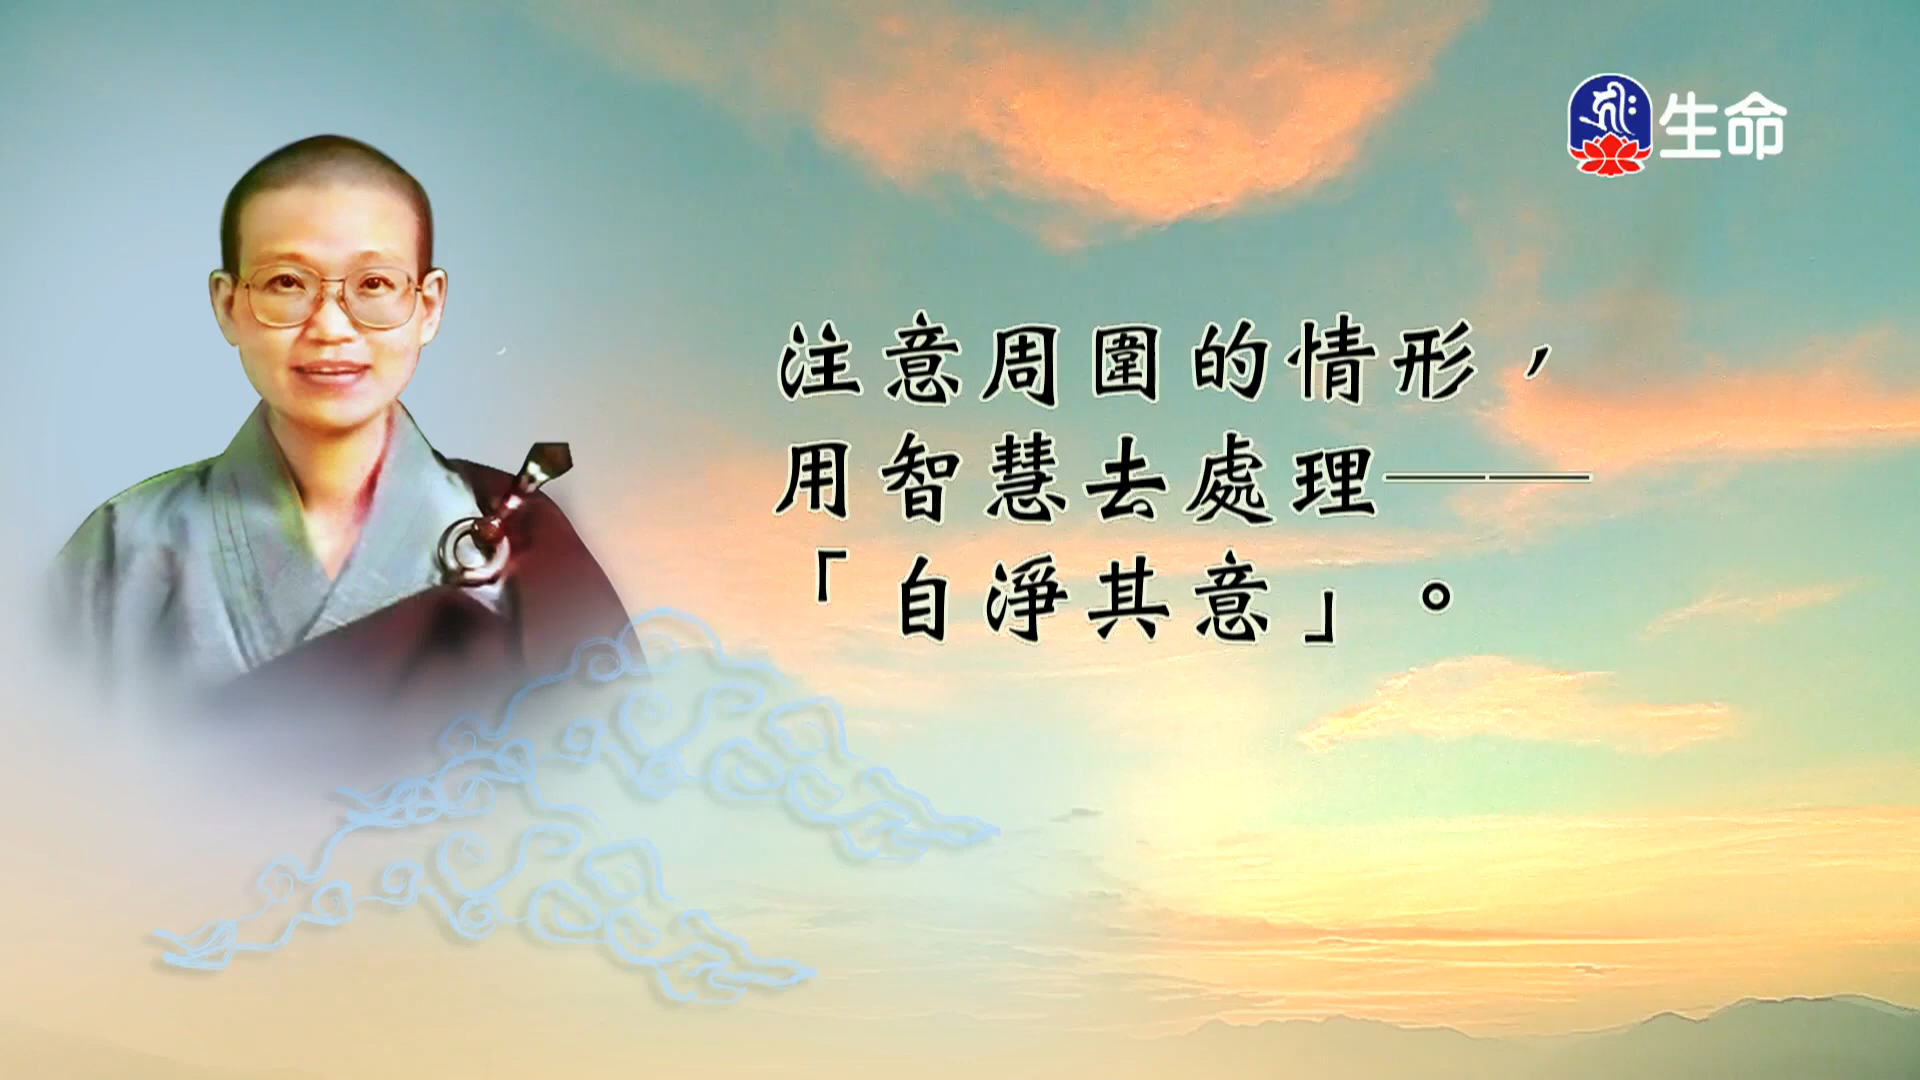 生命
注意周圍的情形，
用智慧去處理──
「自淨其意」。